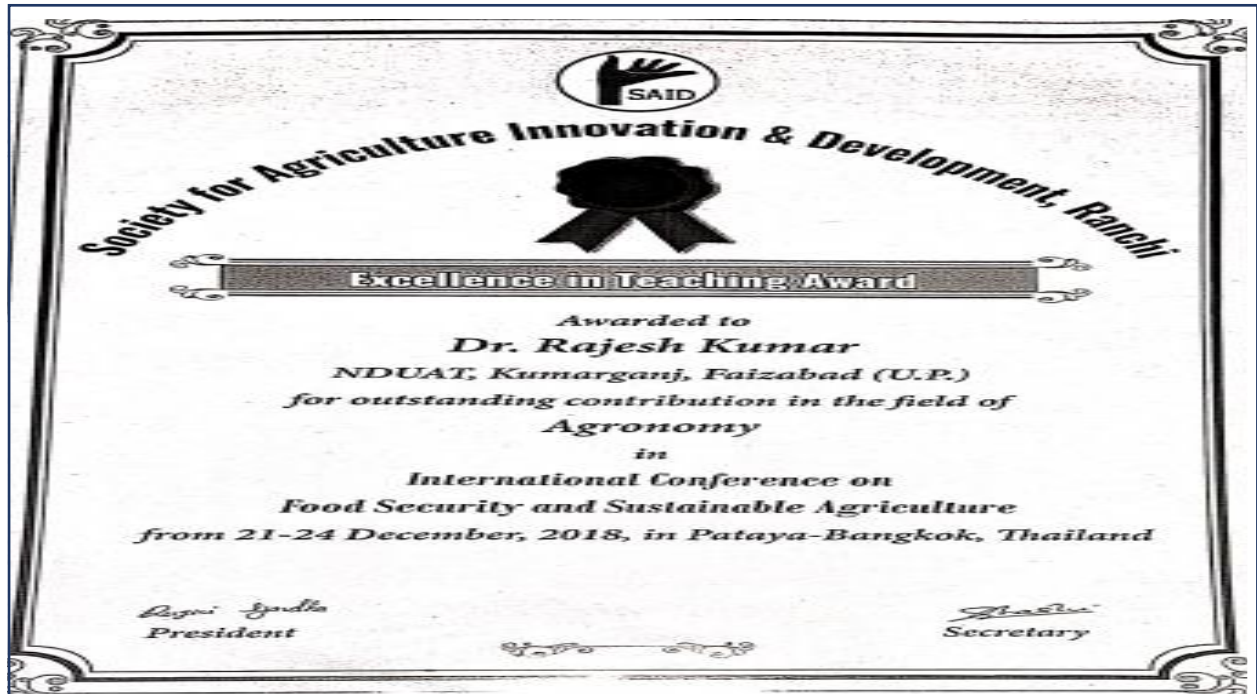 SAID
Society for Agriculture Innovation & Development, Ranchi
Excellence in Teaching Award
Awarded to
Dr. Rajesh Kumar
NDUAT, Kumarganj, Faizabad (U.P.)
for outstanding contribution in the field of
Agronomy
in
International Conference on
Food Security and Sustainable Agriculture
from 21-24 December, 2018, in Pataya-Bangkok, Thailand
President
Secretary